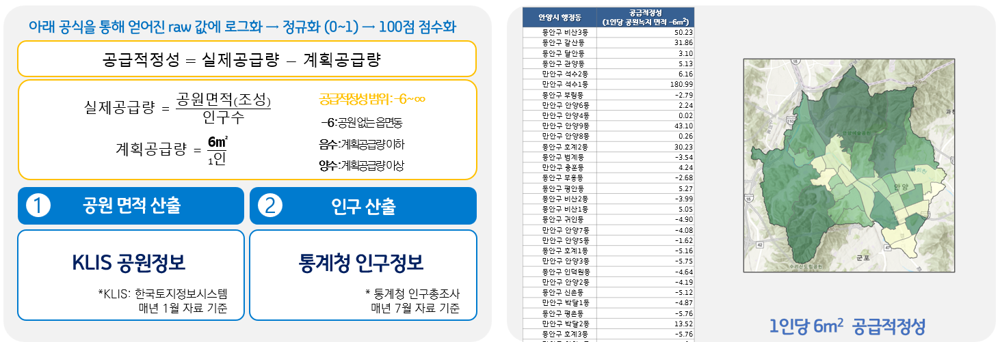 아래 공식을 통해 얻어진 raw 값에 로그화 → 정규화 (0~1) → 100점 점수화
공급적정성 = 실제공급량 − 계획공급량
실제공급량 = 공원면적(조성)
인구수
계획공급량 = 6m²
1인
공급적정성 범위 : -6~∞
-6 : 공원 없는 읍면동
음수 : 계획공급량 이하
양수 : 계획공급량 이상
1 공원 면적 산출
KLIS 공원정보
*KLIS: 한국토지정보시스템
매년 1월 자료 기준
2 인구 산출
통계청 인구정보
* 통계청 인구총조사
매년 7월 자료 기준
안양시 행정동 공급적정성
(1인당 공원녹지 면적 -6m²)
동안구 비산3동 50.23
동안구 갈산동 31.86
동안구 달안동 3.10
동안구 관양동 5.13
만안구 석수2동 6.16
만안구 석수1동 180.99
동안구 부림동 -2.79
만안구 안양6동 2.24
만안구 안양4동 0.02
만안구 안양9동 43.10
만안구 안양8동 0.26
동안구 호계2동 30.23
동안구 범계동 -3.54
만안구 충훈동 4.24
동안구 부흥동 -2.68
동안구 평안동 5.27
동안구 비산2동 -3.99
동안구 비산1동 5.05
동안구 귀인동 -4.90
만안구 안양7동 -4.08
만안구 안양5동 -1.62
동안구 호계1동 -5.16
만안구 안양3동 -5.75
동안구 인덕원동 -4.64
만안구 안양2동 -4.19
동안구 신촌동 -5.12
만안구 박달1동 -4.87
동안구 평촌동 -5.76
만안구 박달2동 13.52
동안구 호계3동 -5.76
15
609 m
과천
110
안양예술공원
안양
15
42
47
군포
수리산도립공원
1인당 6m² 공급적정성